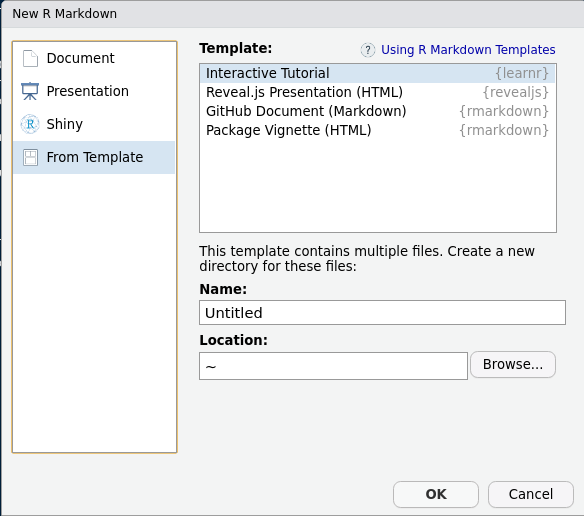 New R Markdown
Document
Presentation
Shiny
From Template
Template:
? Using R Markdown Templates
Interactive Tutorial {learnr}
Reveal.js Presentation (HTML) {revealjs}
GitHub Document (Markdown) {rmarkdown}
Package Vignette (HTML) {rmarkdown}
This template contains multiple files. Create a new
directory for these files:
Name:
Untitled
Location:
~ Browse...
OK Cancel